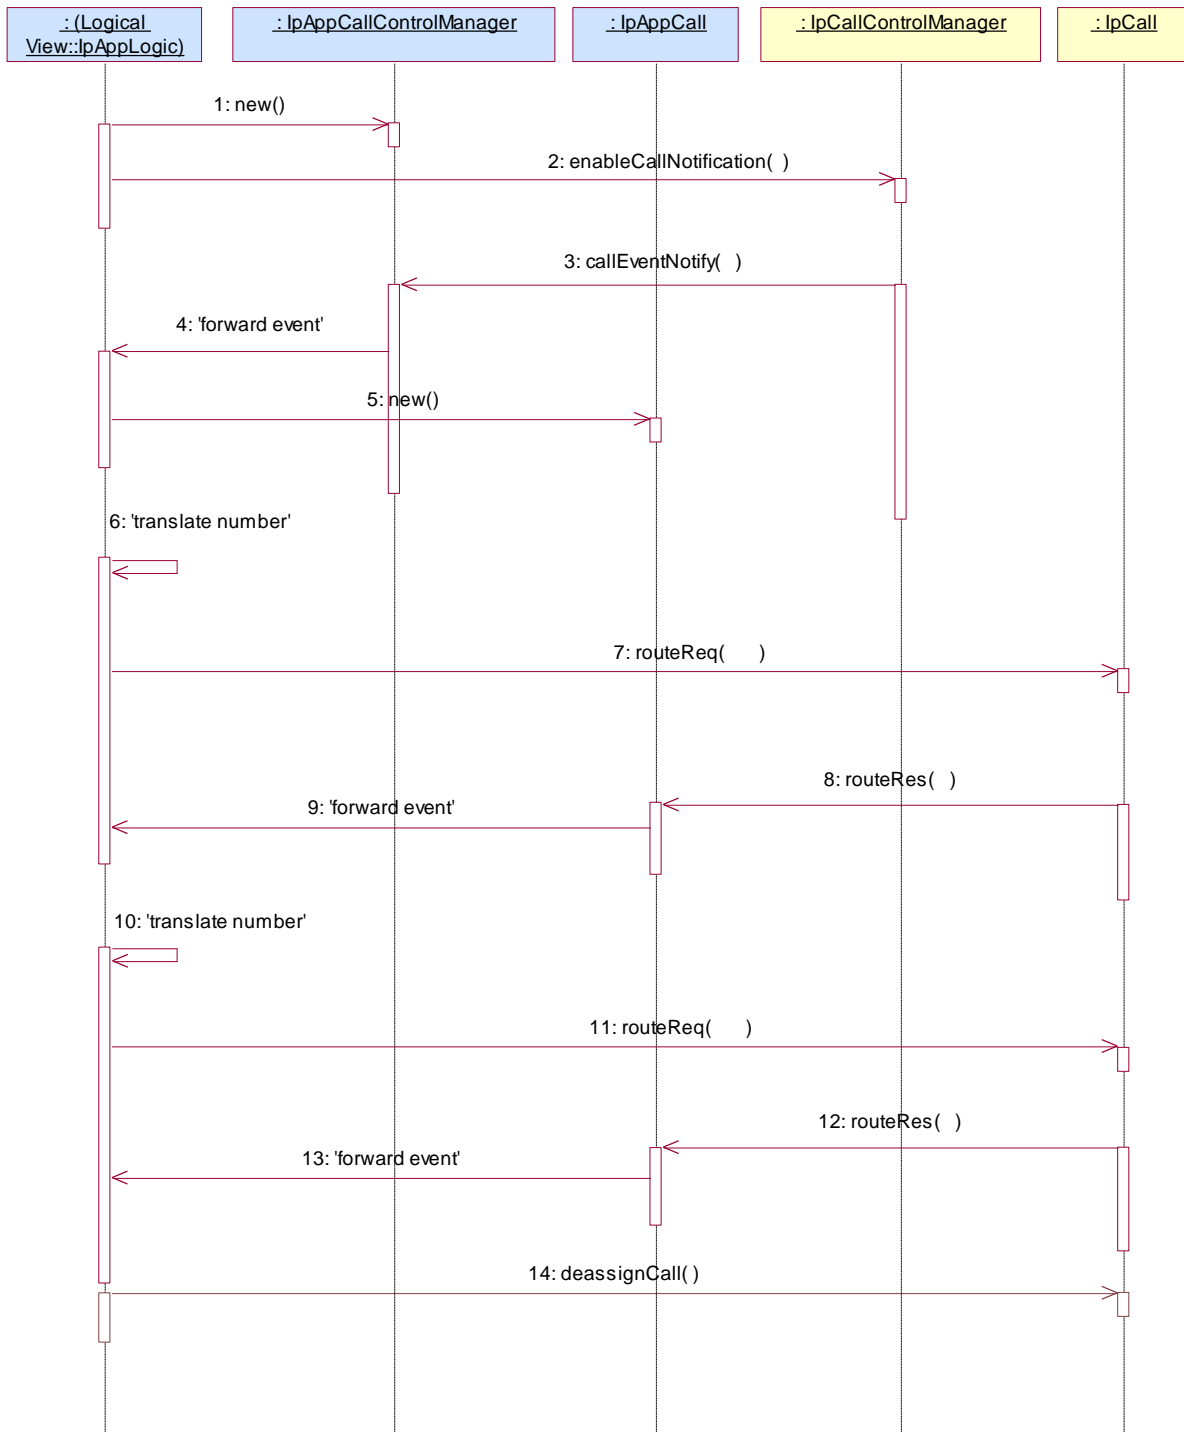 : (Logical
View::IpAppLogic)
: IpAppCallControlManager
: IpAppCall
: IpCallControlManager
: IpCall
1: new()
2: enableCallNotification( )
3: callEventNotify( )
4: 'forward event'
5: new()
6: 'translate number'
7: routeReq( )
8: routeRes( )
9: 'forward event'
10: 'translate number'
11: routeReq( )
12: routeRes( )
13: 'forward event'
14: deassignCall( )